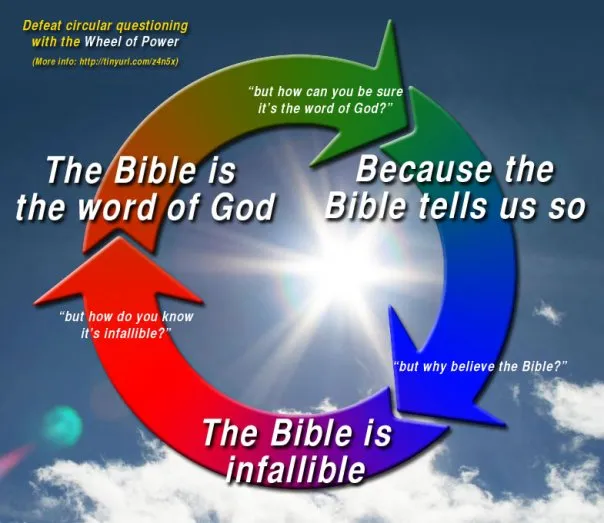 Defeat circular questioning
with the Wheel of Power
(More info: http://tinyurl.com/z4n5x)
"but how can you be sure
it's the word of God?"
The Bible is
the word of God
Because the
Bible tells us so
"but how do you know
it's infallible?"
"but why believe the Bible?"
The Bible is
infallible